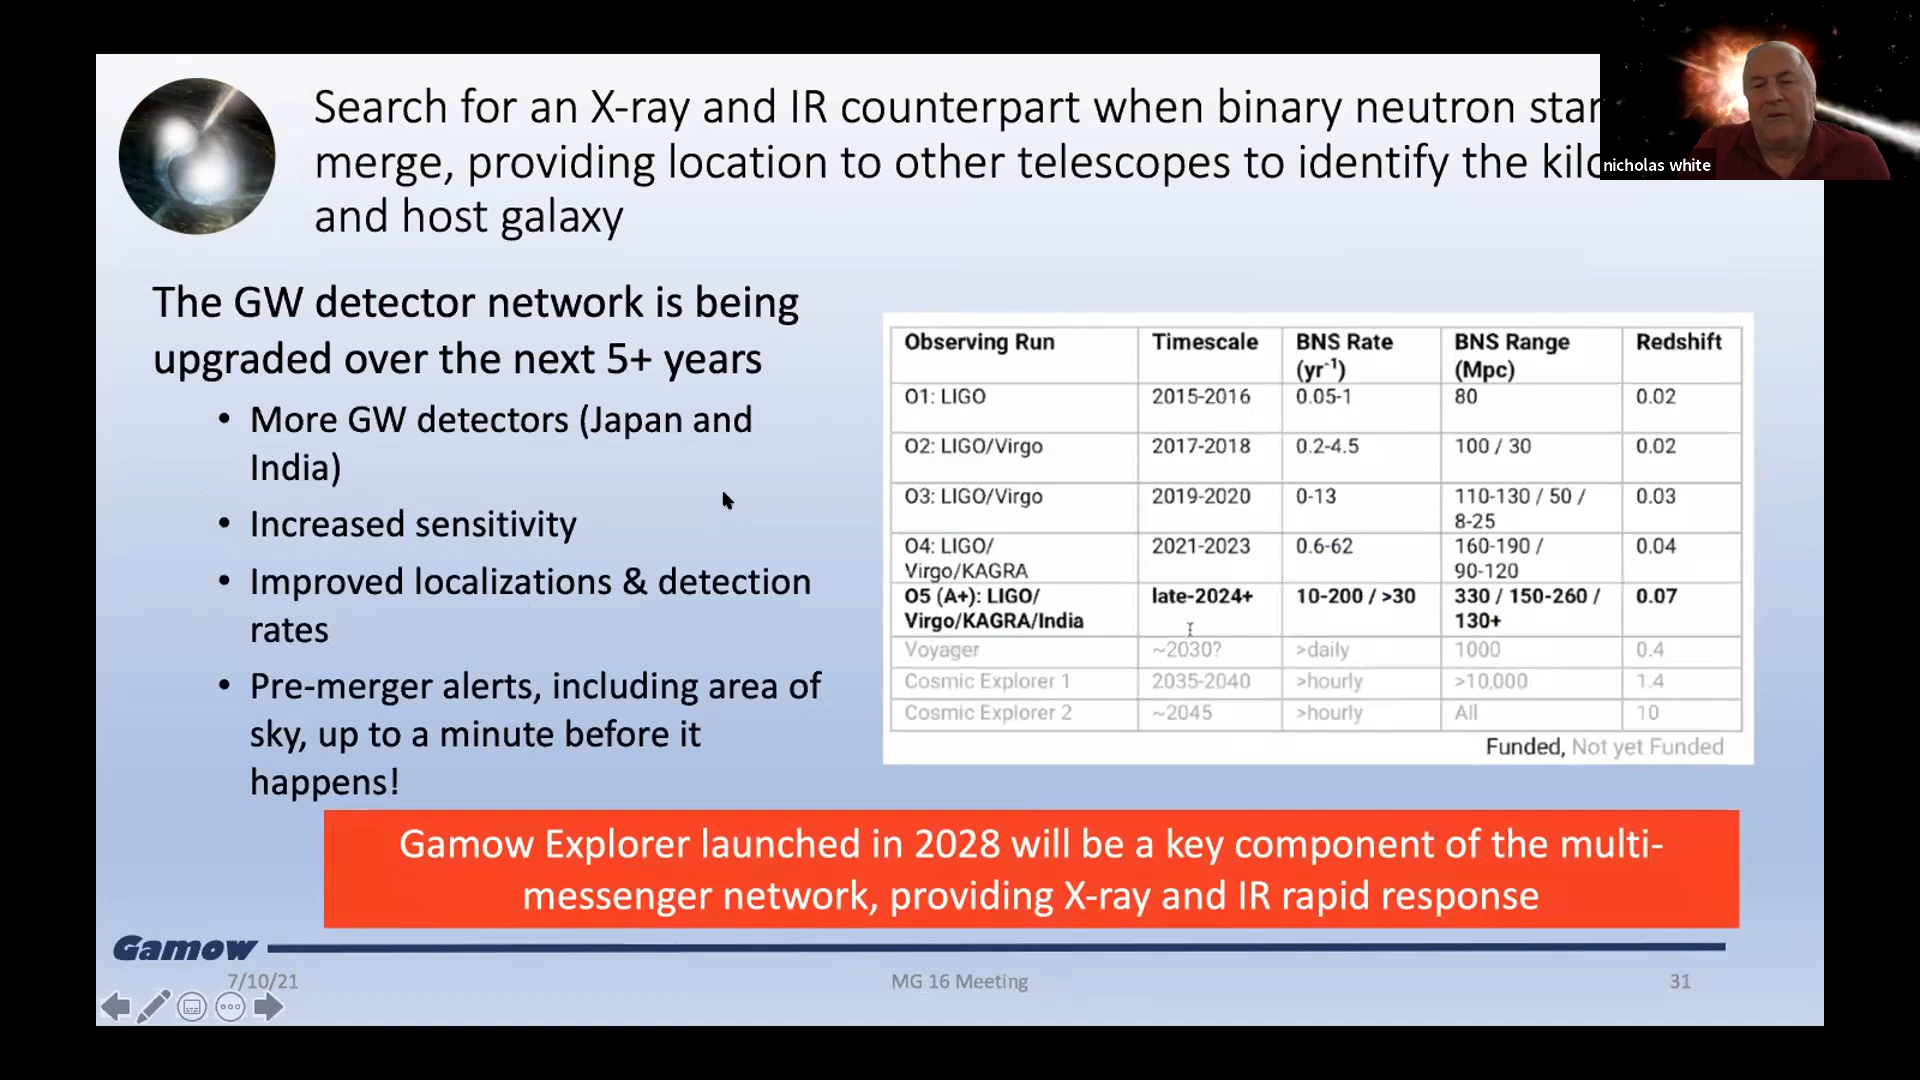 Search for an X-ray and IR counterpart when binary neutron star
merge, providing location to other telescopes to identify the
and host galaxy
nicholas white
The GW detector network is being
upgraded over the next 5+ years
• More GW detectors (Japan and
India)
• Increased sensitivity
• Improved localizations & detection
rates
• Pre-merger alerts, including area of
sky, up to a minute before it
happens!
Observing Run Timescale BNS Rate BNS Range Redshift
(yr⁻¹) (Mpc)
O1: LIGO 2015-2016 0.05-1 80 0.02
O2: LIGO/Virgo 2017-2018 0.2-4.5 100 / 30 0.02
O3: LIGO/Virgo 2019-2020 0-13 110-130 / 50 / 0.03
8-25
O4: LIGO/ 2021-2023 0.6-62 160-190 / 0.04
Virgo/KAGRA 90-120
O5 (A+): LIGO/ late-2024+ 10-200 / >30 330 / 150-260 / 0.07
Virgo/KAGRA/India 130+
Voyager ~2030? >daily 1000 0.4
Cosmic Explorer 1 2035-2040 >hourly >10,000 1.4
Cosmic Explorer 2 ~2045 >hourly All 10
Funded, Not yet Funded
Gamow Explorer launched in 2028 will be a key component of the multi-
messenger network, providing X-ray and IR rapid response
Gamow
7/10/21 MG 16 Meeting 31